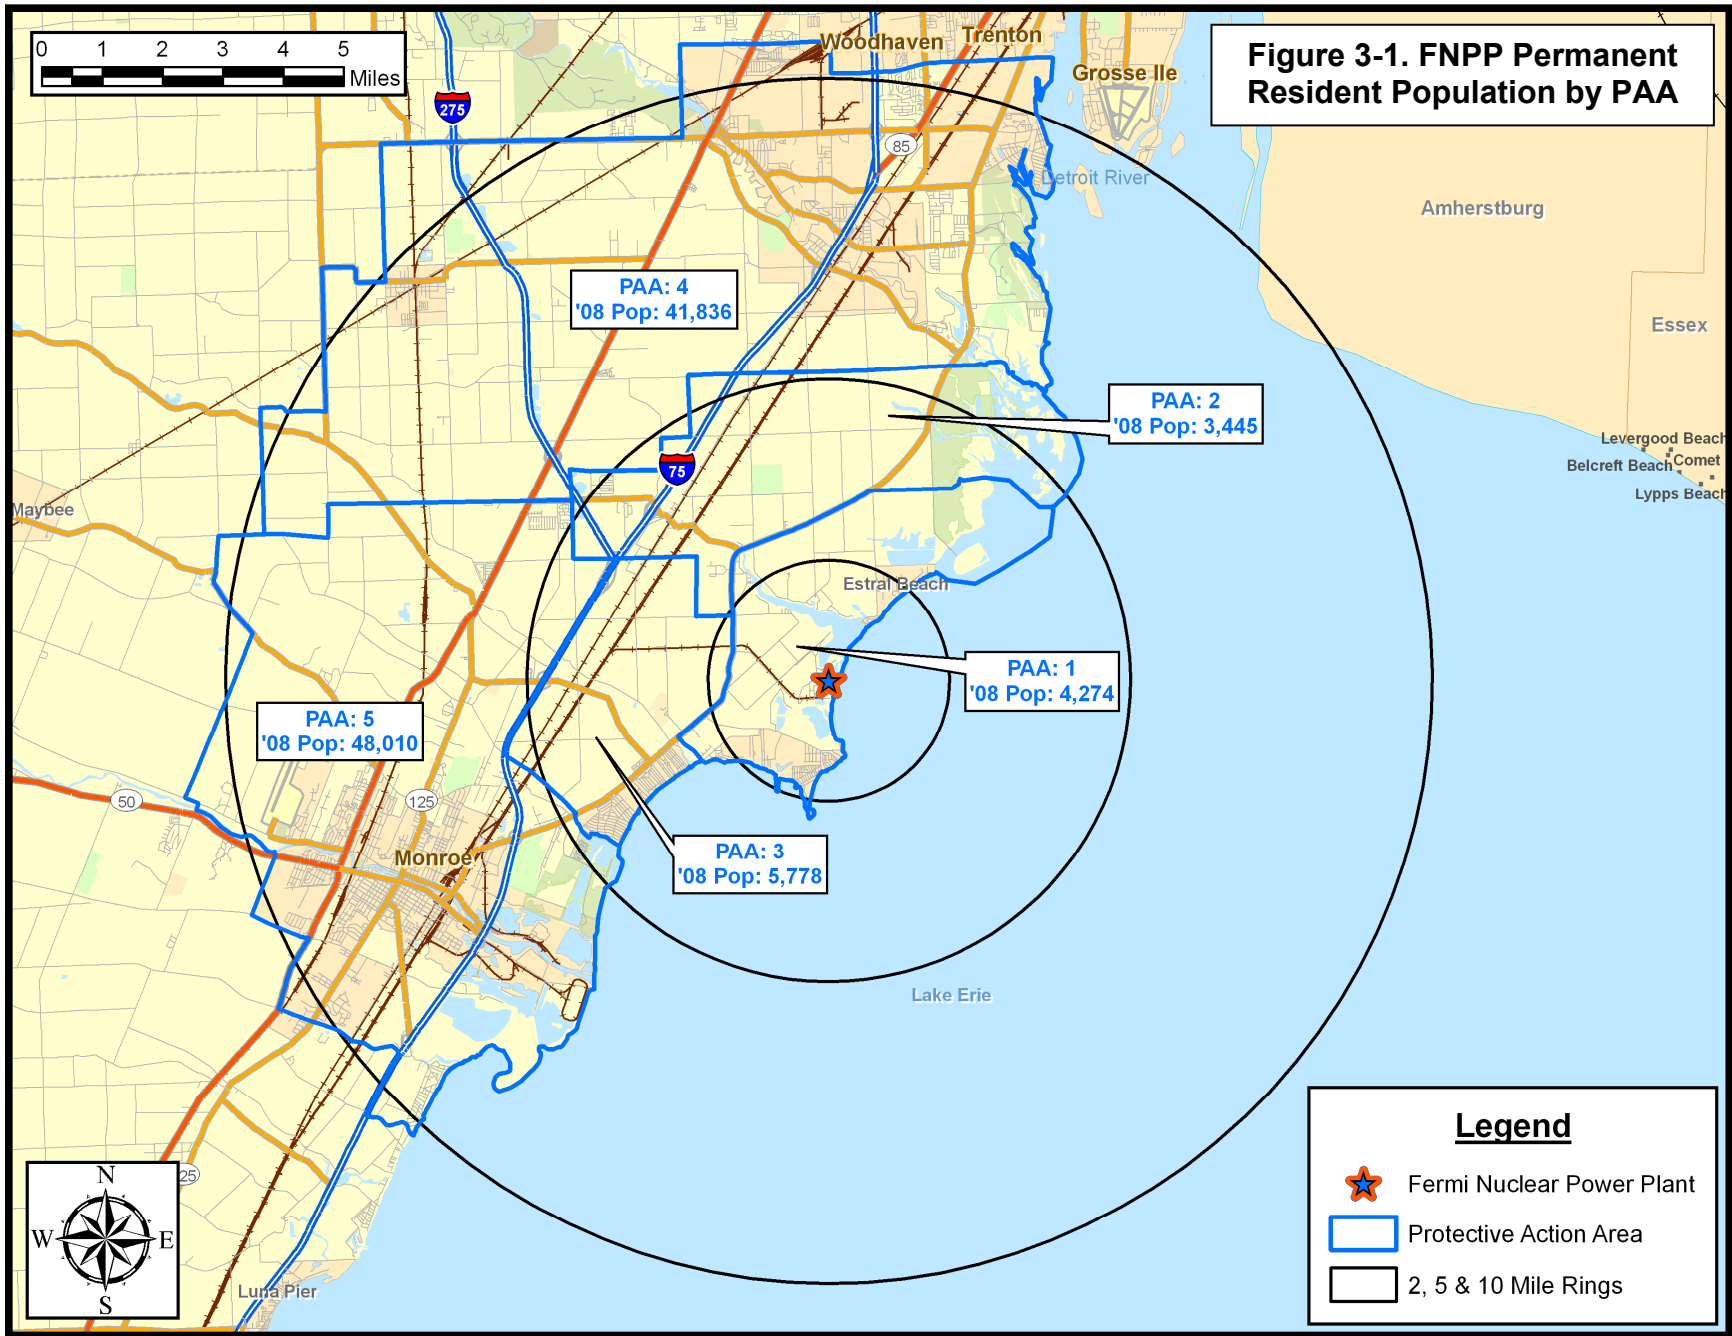 0 1 2 3 4 5
Miles
Figure 3-1. FNPP Permanent
Resident Population by PAA
Woodhaven
Trenton
Grosse Ile
275
85
Detroit River
Amherstburg
Essex
PAA: 4
'08 Pop: 41,836
PAA: 2
'08 Pop: 3,445
Levergood Beach
Comet
Belcreft Beach
Lypps Beach
75
Maybee
Estral Beach
PAA: 1
'08 Pop: 4,274
PAA: 5
'08 Pop: 48,010
50
125
Monroe
PAA: 3
'08 Pop: 5,778
Lake Erie
25
N
W E
S
Luna Pier
Legend
Fermi Nuclear Power Plant
Protective Action Area
2, 5 & 10 Mile Rings